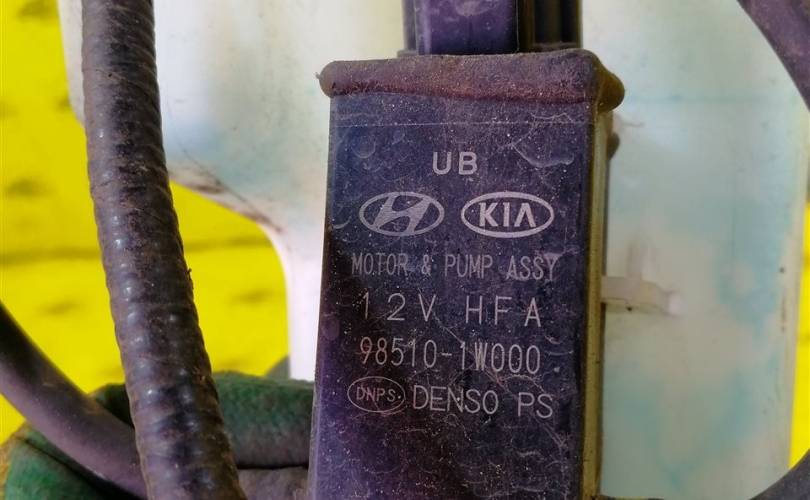 UB
KIA
MOTOR & PUMP ASSY
12V HFA
98510-1W000
DNPS DENSO PS